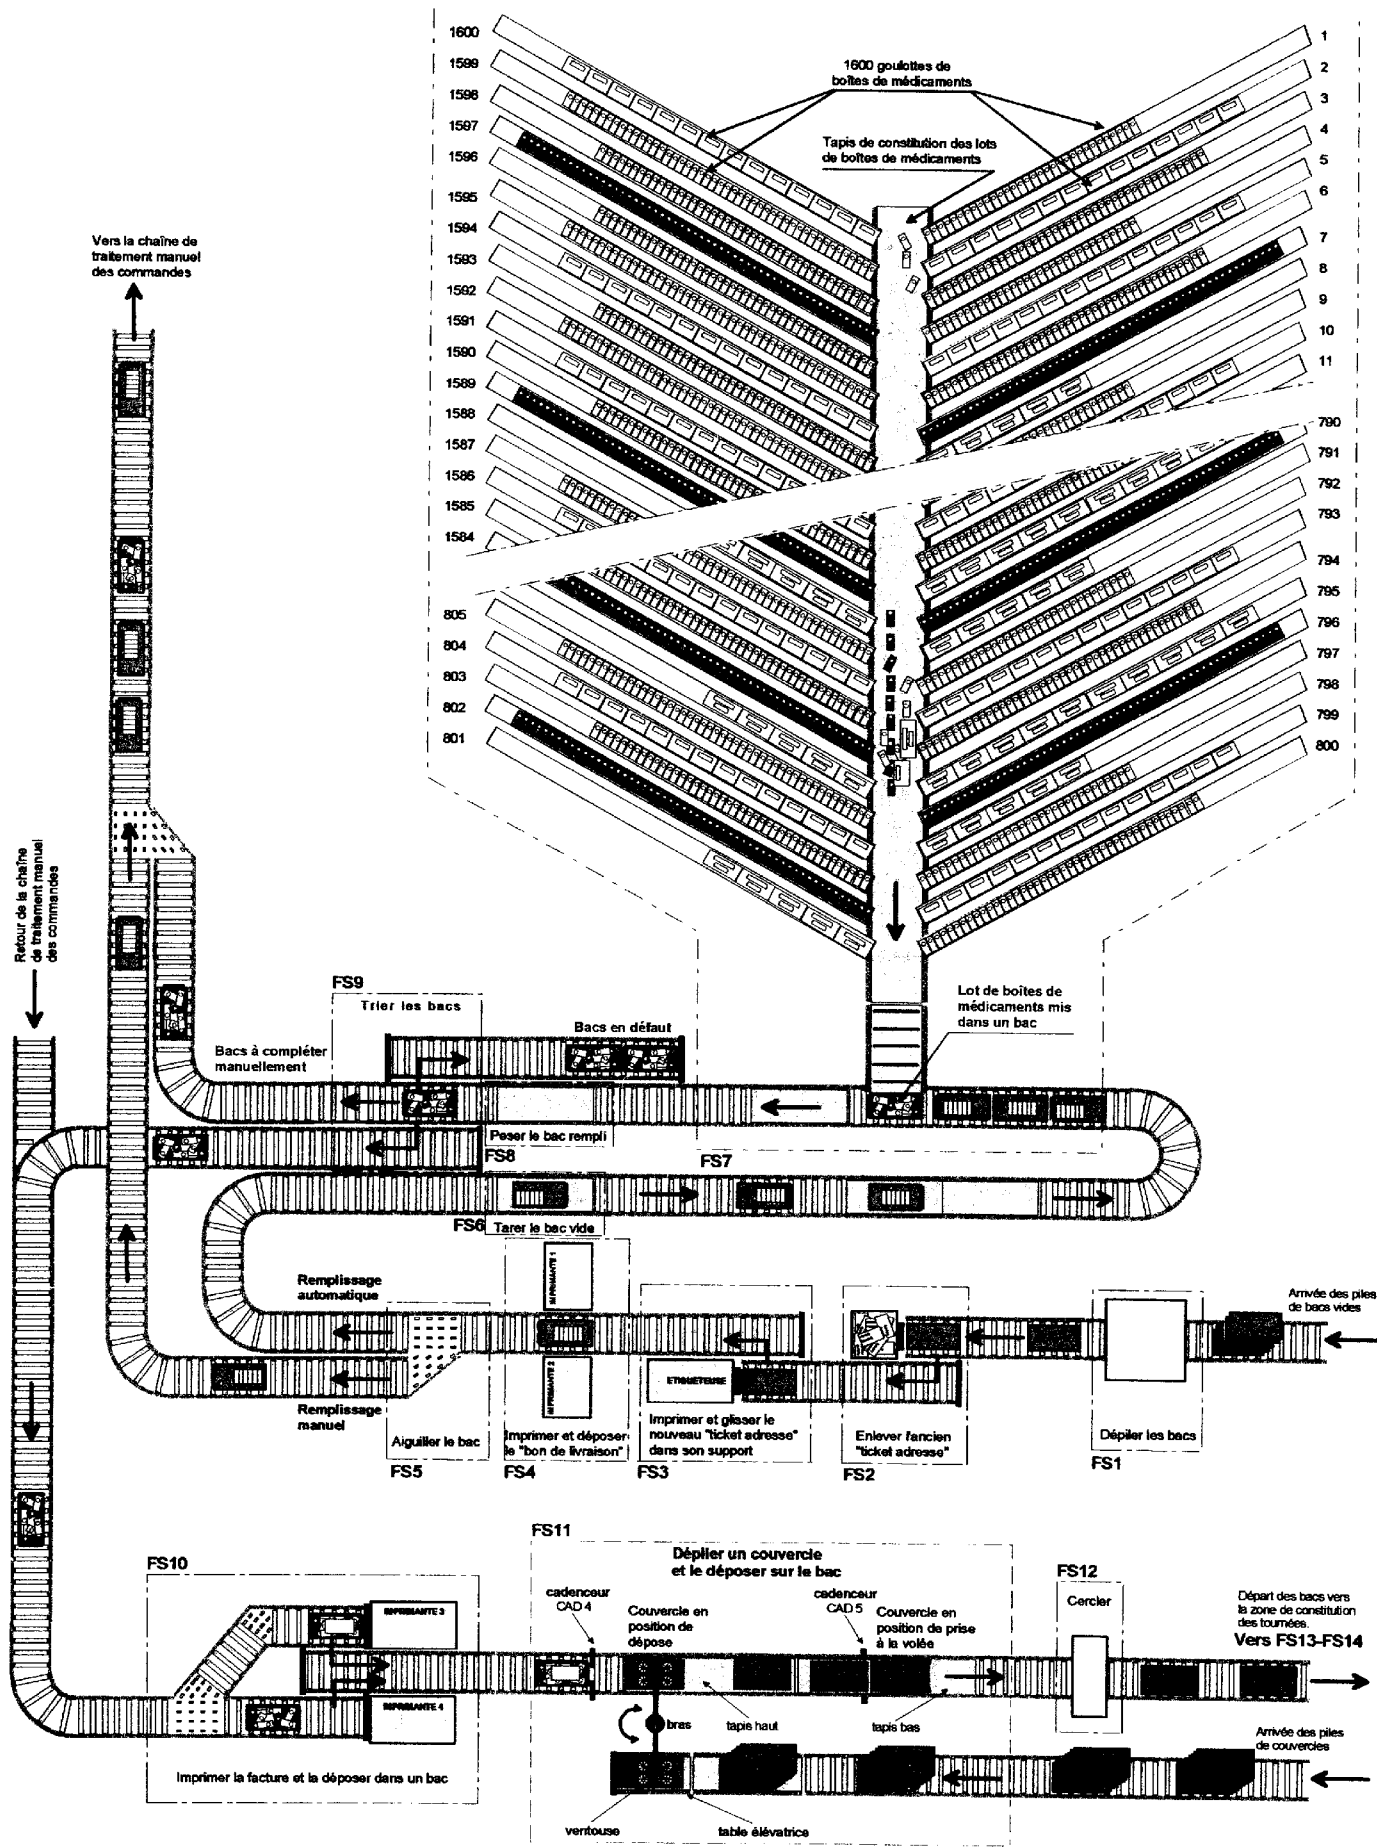 1600
1599
1598
1597
1596
1595
1594
1593
1592
1591
1590
1589
1588
1587
1586
1585
1584
805
804
803
802
801
1
2
3
4
5
6
7
8
9
10
11
790
791
792
793
794
795
796
797
798
799
800
1600 goulottes de
boîtes de médicaments
Tapis de constitution des lots
de boîtes de médicaments
Vers la chaîne de
traitement manuel
des commandes
Retour de la chaîne
de traitement manuel
des commandes
FS9
Trier les bacs
Bacs en défaut
Bacs à compléter
manuellement
Lot de boîtes de
médicaments mis
dans un bac
Peser le bac rempli
FS8
FS7
FS6
Tarer le bac vide
IMPRIMANTE 1
Remplissage
automatique
Arrivée des piles
de bacs vides
IMPRIMANTE 2
ETIQUETEUSE
Remplissage
manuel
Aiguiller le bac
FS5
Imprimer et déposer
le "bon de livraison"
FS4
Imprimer et glisser le
nouveau "ticket adresse"
dans son support
FS3
Enlever l'ancien
"ticket adresse"
FS2
Dépiler les bacs
FS1
FS10
IMPRIMANTE 3
IMPRIMANTE 4
Imprimer la facture et la déposer dans un bac
FS11
Déplier un couvercle
et le déposer sur le bac
cadenceur
CAD 4
Couvercle en
position de
dépose
cadenceur
CAD 5
Couvercle en
position de prise
à la volée
bras
tapis haut
tapis bas
ventouse
table élévatrice
FS12
Cercler
Départ des bacs vers
la zone de constitution
des tournées.
Vers FS13-FS14
Arrivée des piles
de couvercles